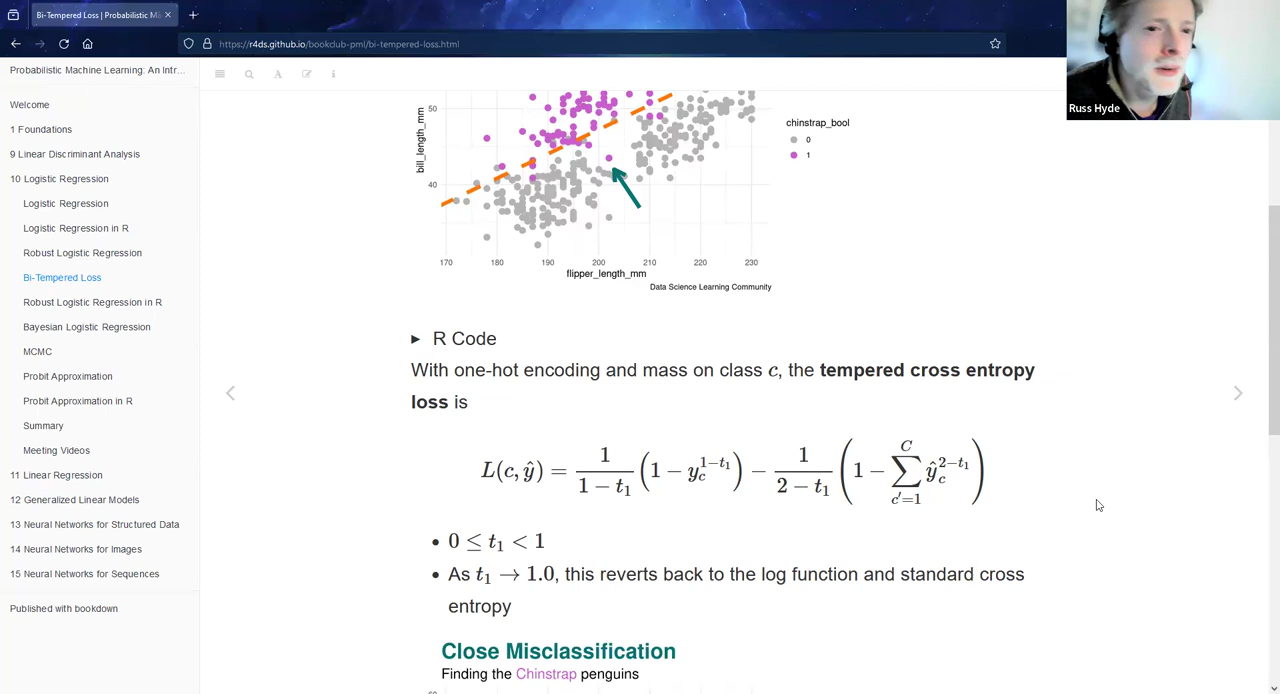 Bi-Tempered Loss | Probabilistic M
https://r4ds.github.io/bookclub-pml/bi-tempered-loss.html
Russ Hyde
Probabilistic Machine Learning: An Intr...
Welcome
1 Foundations
9 Linear Discriminant Analysis
10 Logistic Regression
Logistic Regression
Logistic Regression in R
Robust Logistic Regression
Bi-Tempered Loss
Robust Logistic Regression in R
Bayesian Logistic Regression
MCMC
Probit Approximation
Probit Approximation in R
Summary
Meeting Videos
11 Linear Regression
12 Generalized Linear Models
13 Neural Networks for Structured Data
14 Neural Networks for Images
15 Neural Networks for Sequences
Published with bookdown
50
40
bill_length_mm
170 180 190 200 210 220 230
flipper_length_mm
chinstrap_bool
0
1
Data Science Learning Community
R Code
With one-hot encoding and mass on class c, the tempered cross entropy
loss is
L(c, ŷ) = 1/(1 − t₁) (1 − y_c^{1−t₁}) − 1/(2 − t₁) (1 − ∑_{c′=1}^{C} ŷ_c^{2−t₁})
• 0 ≤ t₁ < 1
• As t₁ → 1.0, this reverts back to the log function and standard cross
entropy
Close Misclassification
Finding the Chinstrap penguins